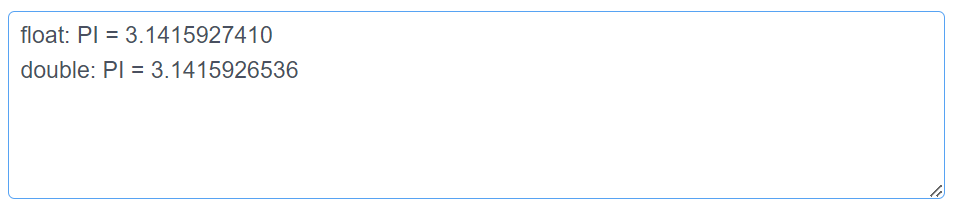 float: PI = 3.1415927410
double: PI = 3.1415926536